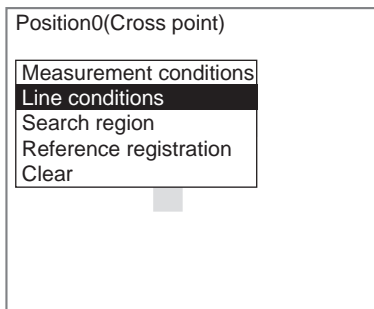 Position0(Cross point)
Measurement conditions
Line conditions
Search region
Reference registration
Clear